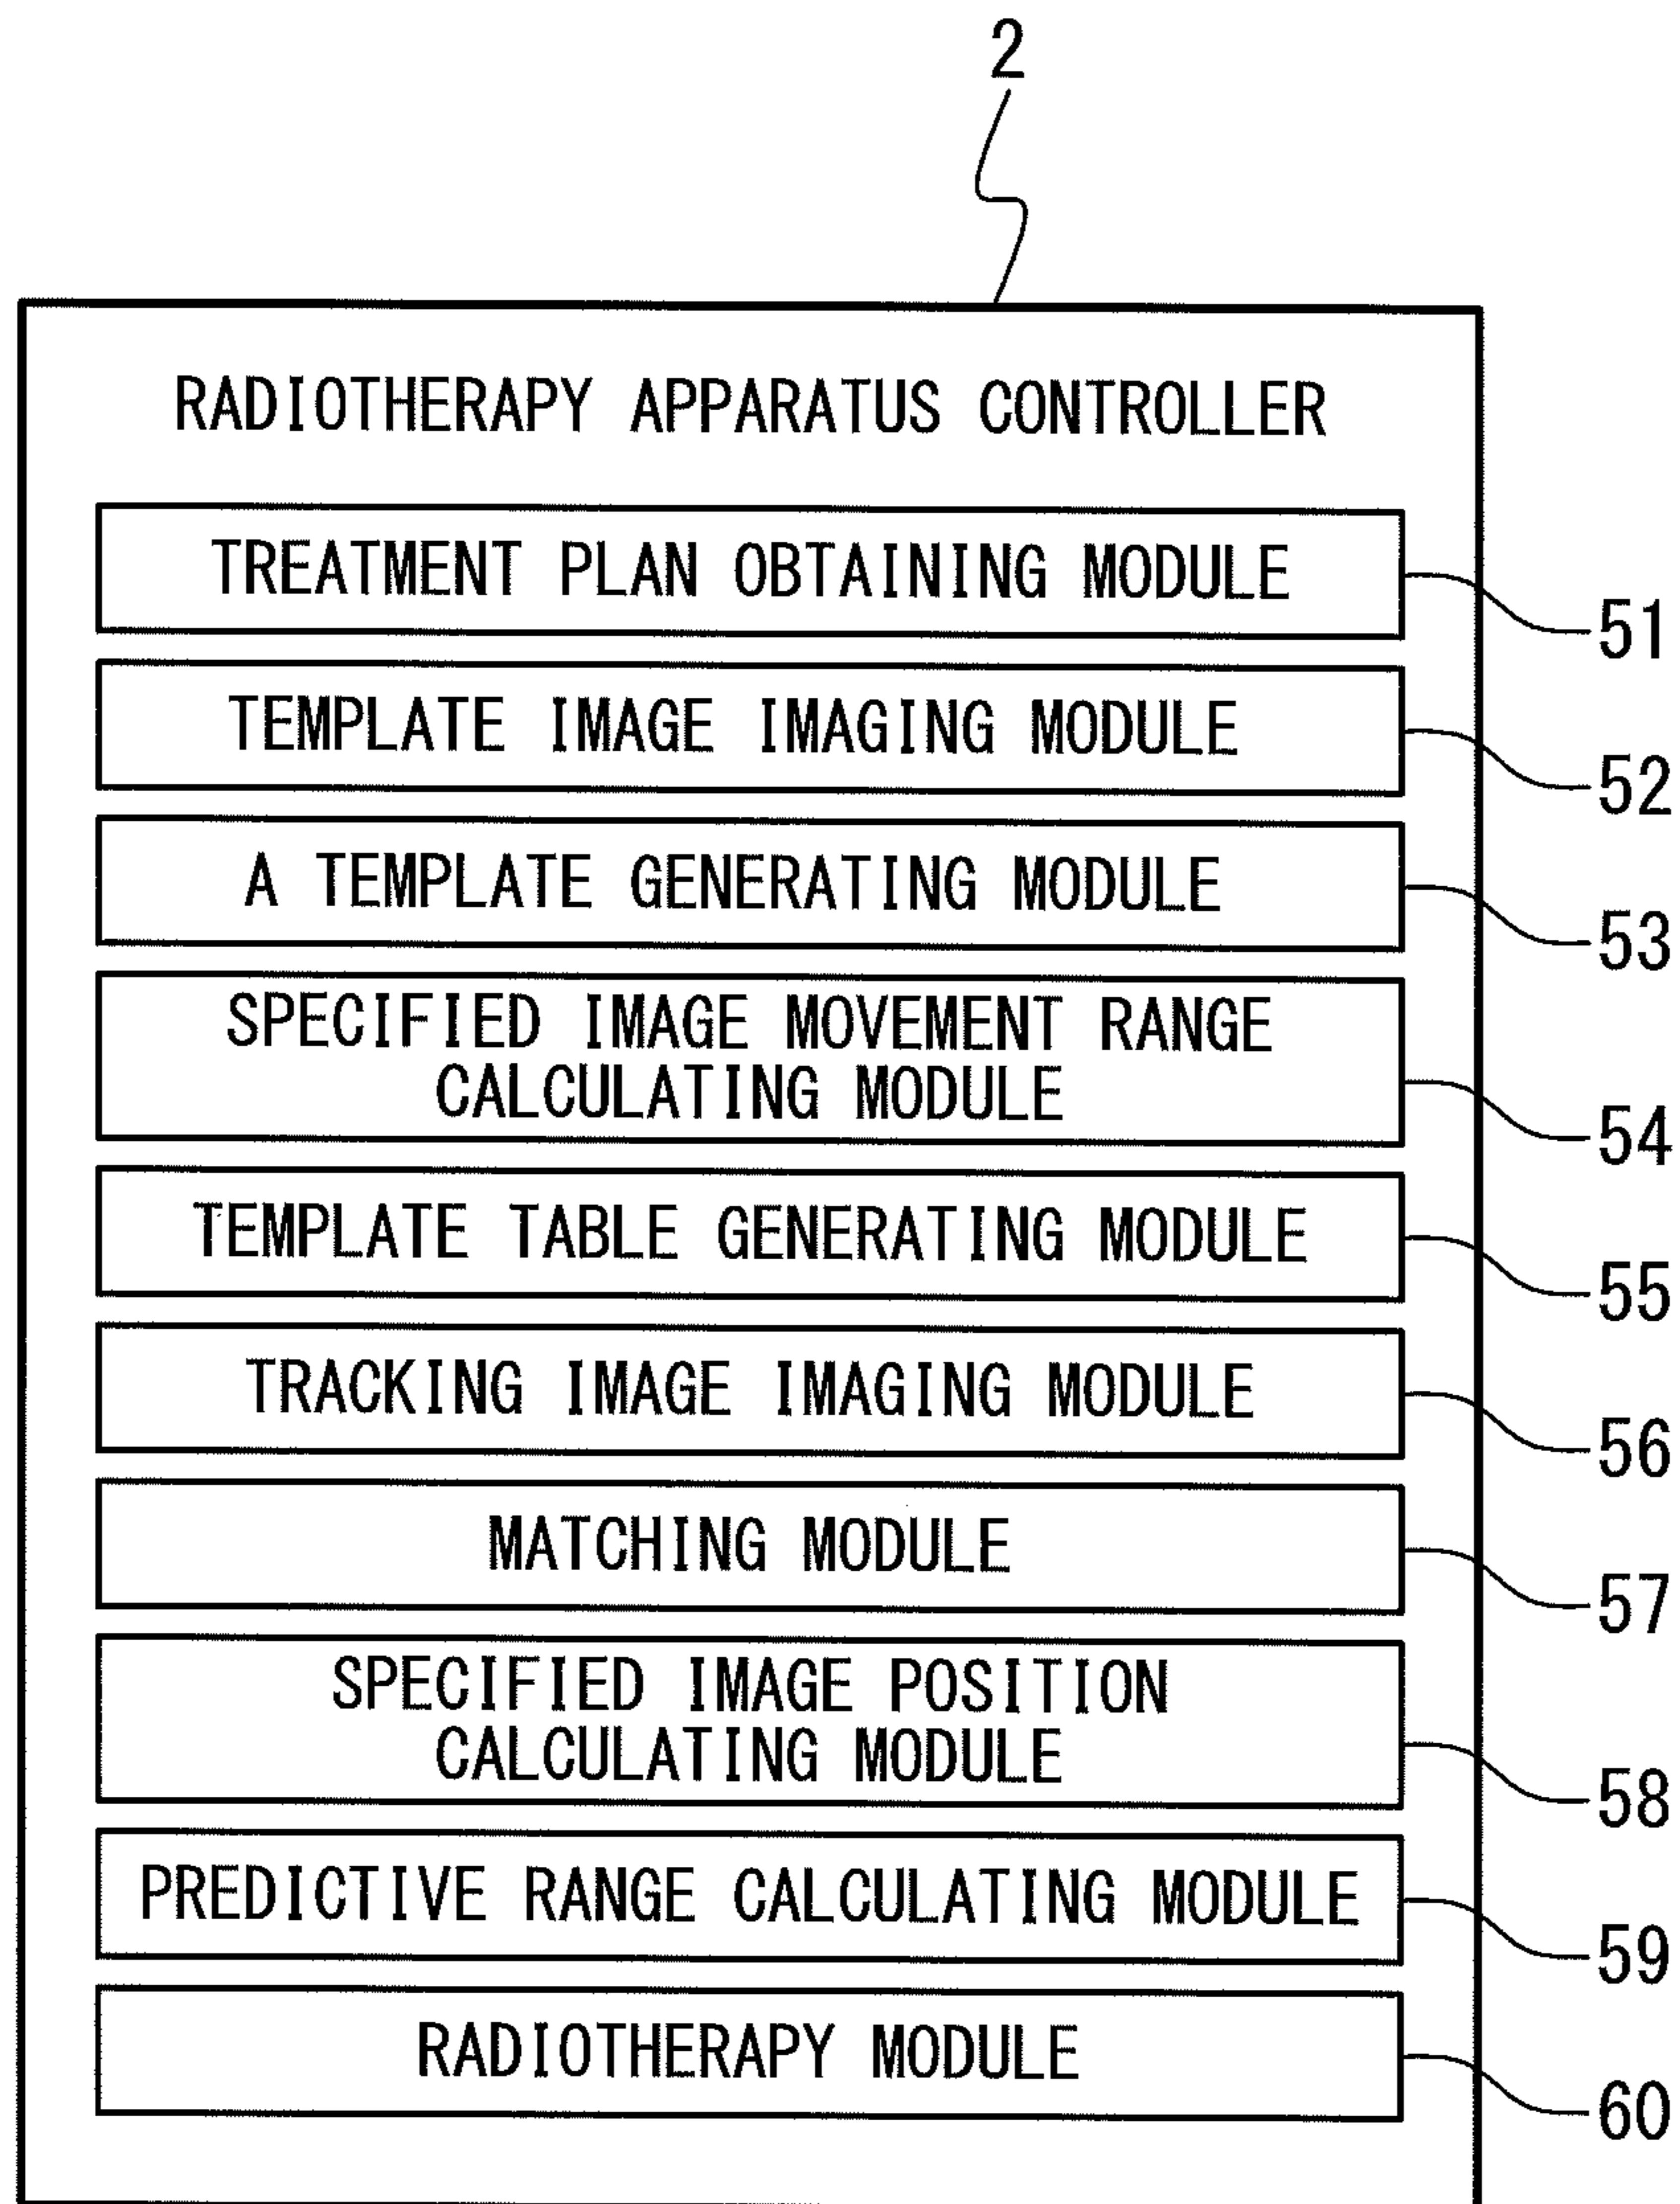 2
RADIOTHERAPY APPARATUS CONTROLLER
TREATMENT PLAN OBTAINING MODULE
51
TEMPLATE IMAGE IMAGING MODULE
52
A TEMPLATE GENERATING MODULE
53
SPECIFIED IMAGE MOVEMENT RANGE
CALCULATING MODULE
54
TEMPLATE TABLE GENERATING MODULE
55
TRACKING IMAGE IMAGING MODULE
56
MATCHING MODULE
57
SPECIFIED IMAGE POSITION
CALCULATING MODULE
58
PREDICTIVE RANGE CALCULATING MODULE
59
RADIOTHERAPY MODULE
60